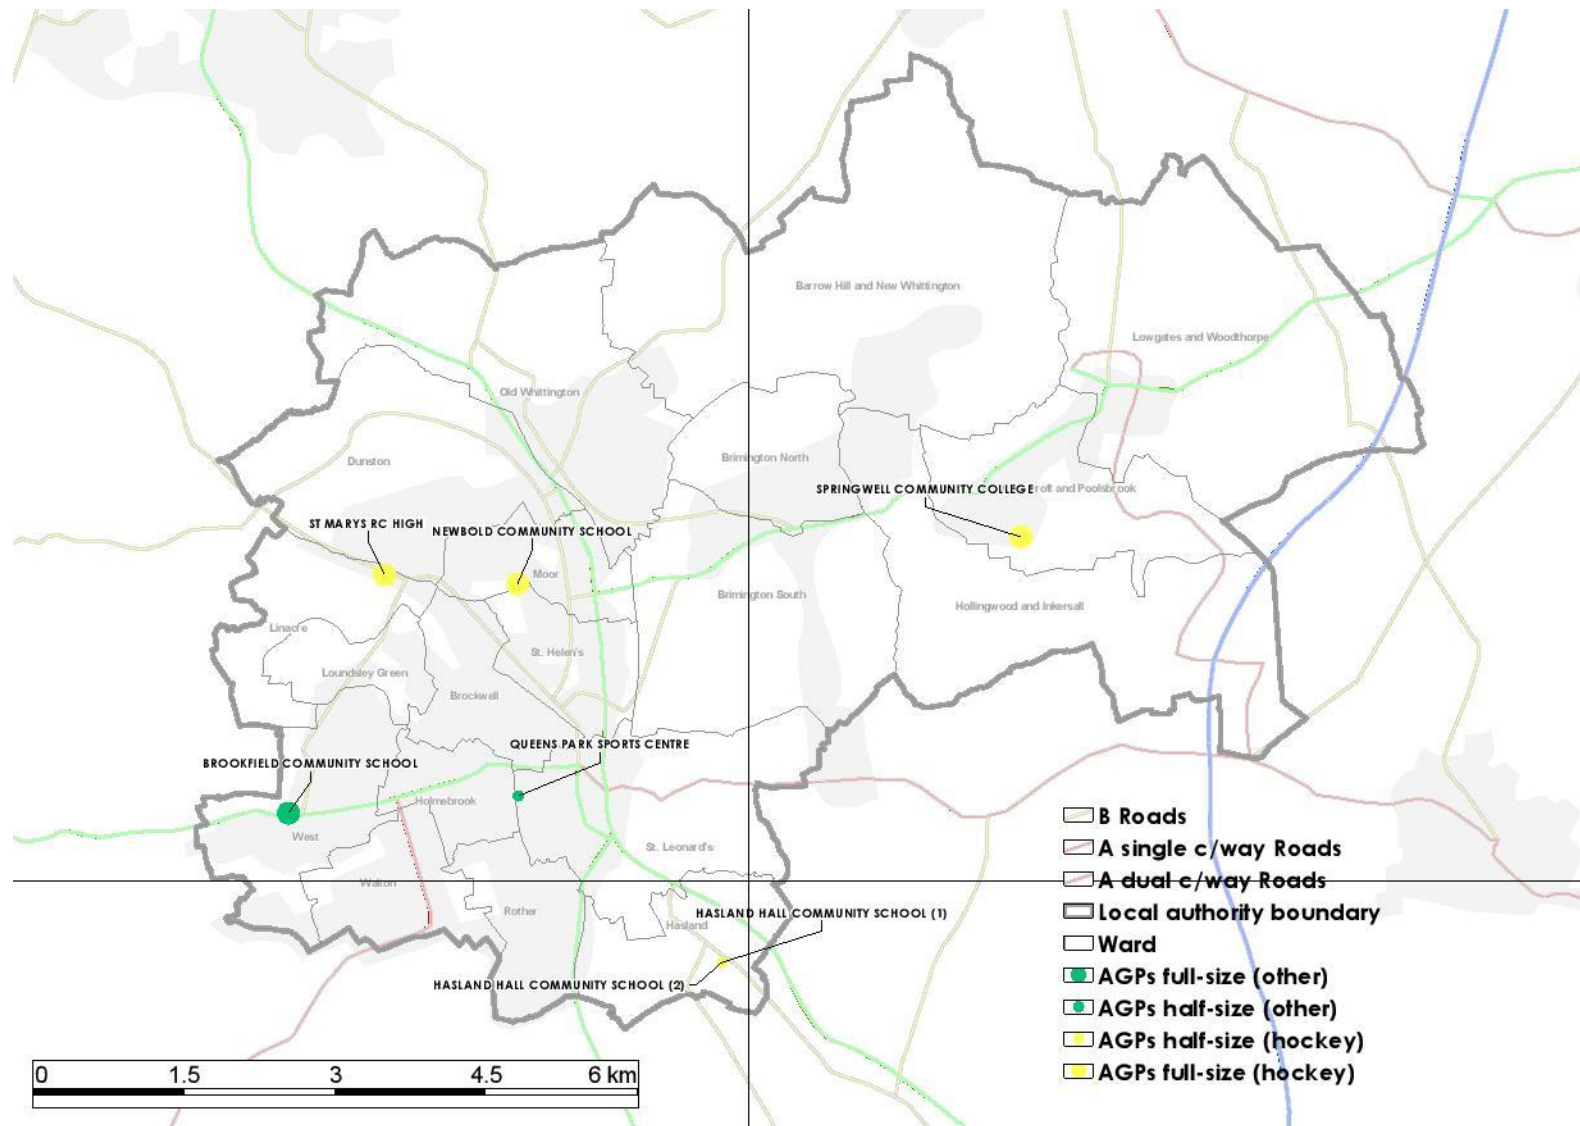 Barrow Hill and New Whittington
Lowgates and Woodthorpe
Old Whittington
Dunston
Brimington North
SPRINGWELL COMMUNITY COLLEGE
roft and Poolsbrook
ST MARYS RC HIGH
NEWBOLD COMMUNITY SCHOOL
Moor
Brimington South
Hollingwood and Inkersall
Linacre
St. Helen's
Loundsley Green
Brockwell
QUEENS PARK SPORTS CENTRE
BROOKFIELD COMMUNITY SCHOOL
Holmebrook
West
St. Leonard's
Walton
Rother
HASLAND HALL COMMUNITY SCHOOL (1)
Hasland
HASLAND HALL COMMUNITY SCHOOL (2)
B Roads
A single c/way Roads
A dual c/way Roads
Local authority boundary
Ward
AGPs full-size (other)
AGPs half-size (other)
AGPs half-size (hockey)
AGPs full-size (hockey)
0 1.5 3 4.5 6 km